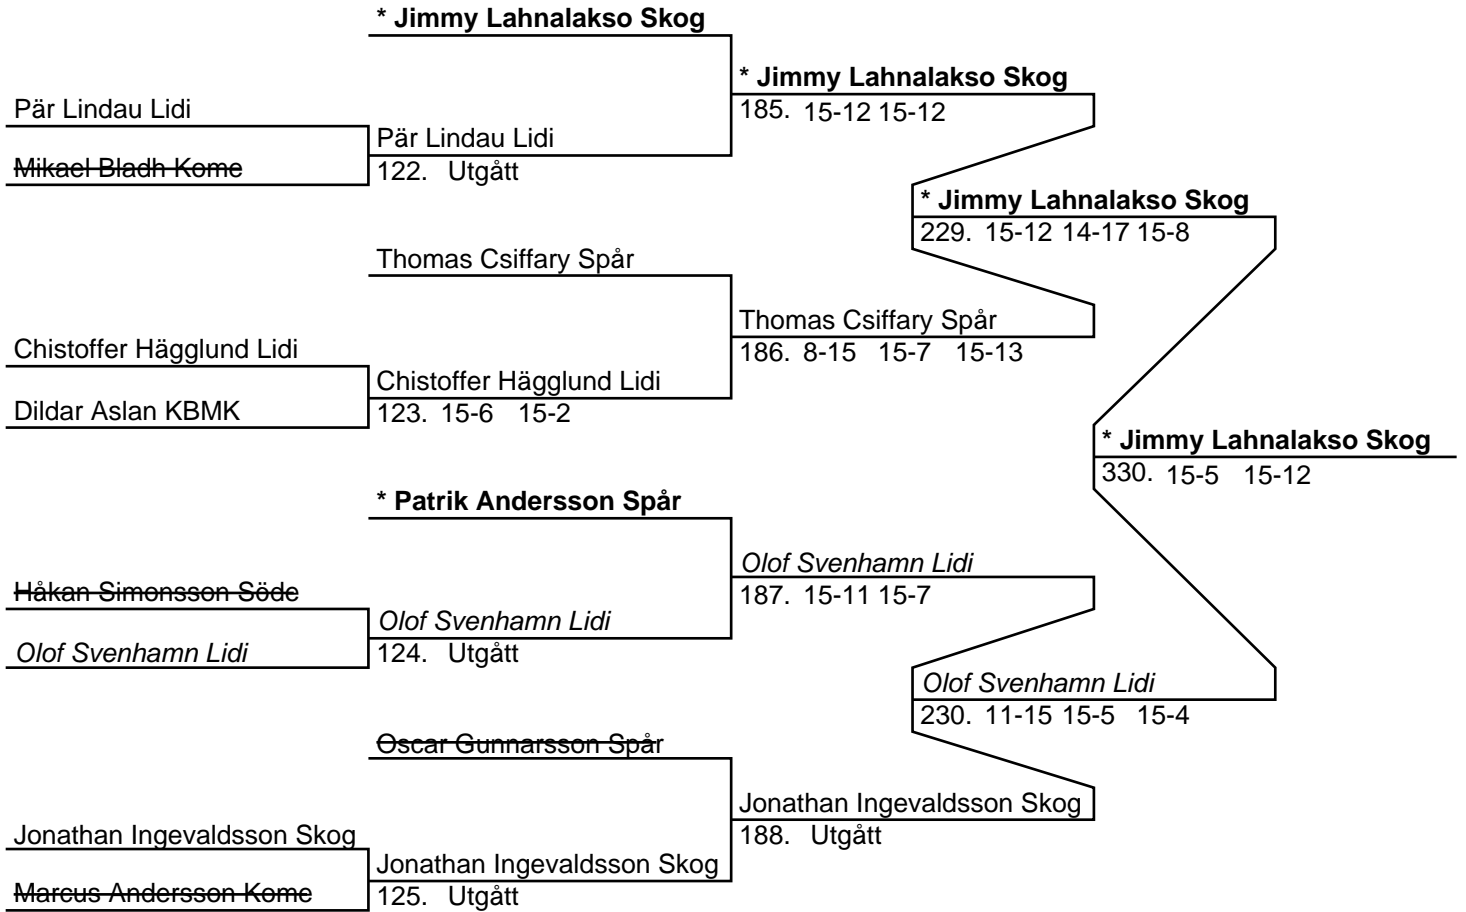 * Jimmy Lahnalakso Skog
* Jimmy Lahnalakso Skog
185. 15-12 15-12
Pär Lindau Lidi
Pär Lindau Lidi
Mikael Bladh Kome
122. Utgått
* Jimmy Lahnalakso Skog
229. 15-12 14-17 15-8
Thomas Csiffary Spår
Thomas Csiffary Spår
186. 8-15 15-7 15-13
Chistoffer Hägglund Lidi
Chistoffer Hägglund Lidi
Dildar Aslan KBMK
123. 15-6 15-2
* Jimmy Lahnalakso Skog
330. 15-5 15-12
* Patrik Andersson Spår
Olof Svenhamn Lidi
187. 15-11 15-7
Håkan Simonsson Söde
Olof Svenhamn Lidi
Olof Svenhamn Lidi
124. Utgått
Olof Svenhamn Lidi
230. 11-15 15-5 15-4
Oscar Gunnarsson Spår
Jonathan Ingevaldsson Skog
188. Utgått
Jonathan Ingevaldsson Skog
Jonathan Ingevaldsson Skog
Marcus Andersson Kome
125. Utgått